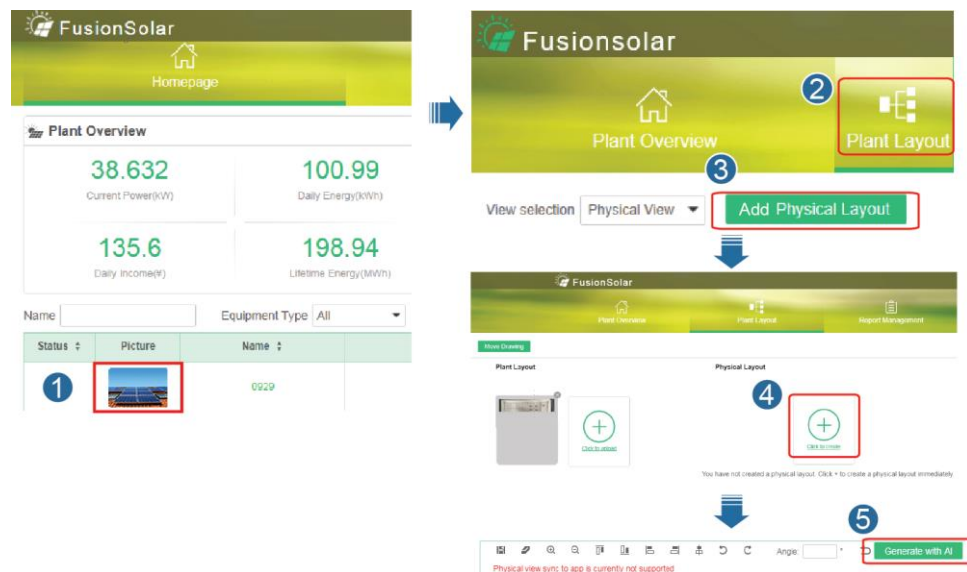 FusionSolar
Homepage
Plant Overview
38.632
100.99
Current Power(kW)
Daily Energy(kWh)
135.6
198.94
Daily Income(¥)
Lifetime Energy(MWh)
Name
Equipment Type All
Status Picture Name
1
0929
Fusionsolar
2
Plant Overview
Plant Layout
3
View selection Physical View Add Physical Layout
FusionSolar
Plant Overview Plant Layout Report Management
Move Drawing
Plant Layout Physical Layout
4
Click to upload
Click to create
You have not created a physical layout. Click + to create a physical layout immediately
5
Angle: ° Generate with AI
Physical view sync to app is currently not supported